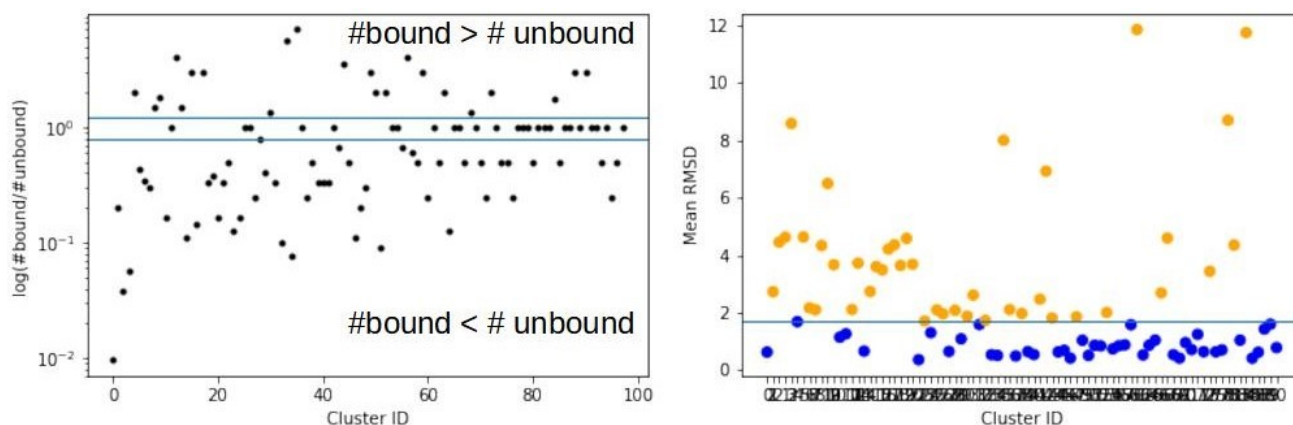 #bound > # unbound
#bound < # unbound
log(#bound/#unbound)
10⁰
10⁻¹
10⁻²
0 20 40 60 80 100
Cluster ID
Mean RMSD
12
10
8
6
4
2
0
Cluster ID